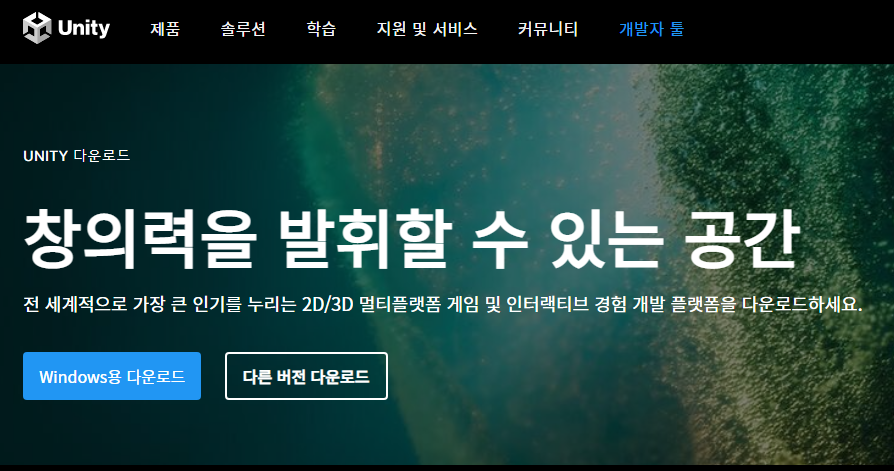 Unity 제품 솔루션 학습 지원 및 서비스 커뮤니티 개발자 툴
UNITY 다운로드
창의력을 발휘할 수 있는 공간
전 세계적으로 가장 큰 인기를 누리는 2D/3D 멀티플랫폼 게임 및 인터랙티브 경험 개발 플랫폼을 다운로드하세요.
Windows용 다운로드 다른 버전 다운로드